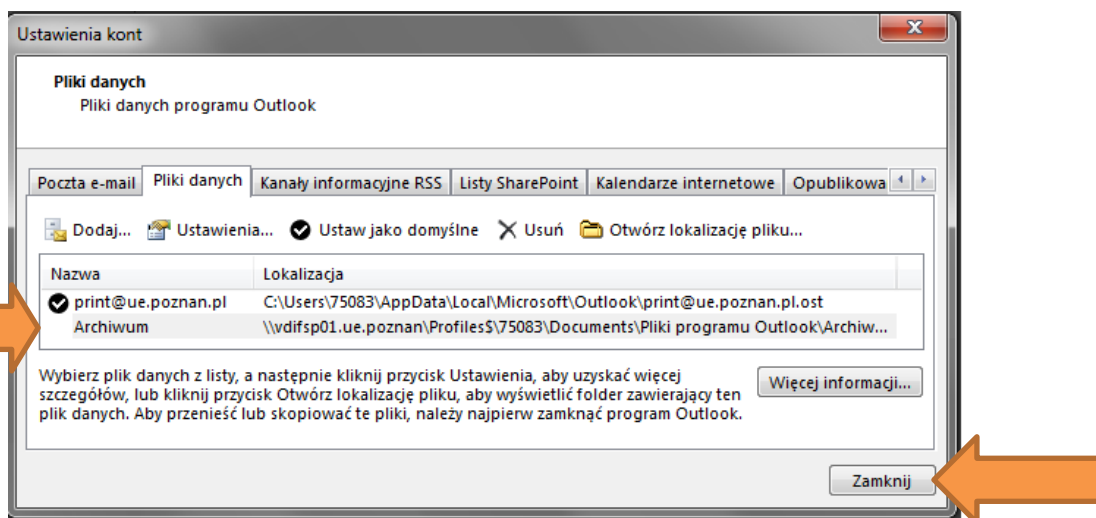 Ustawienia kont
Pliki danych
Pliki danych programu Outlook
Poczta e-mail Pliki danych Kanały informacyjne RSS Listy SharePoint Kalendarze internetowe Opublikowa
Dodaj... Ustawienia... Ustaw jako domyślne Usuń Otwórz lokalizację pliku...
Nazwa Lokalizacja
print@ue.poznan.pl C:\Users\75083\AppData\Local\Microsoft\Outlook\print@ue.poznan.pl.ost
Archiwum \\vdifsp01.ue.poznan\Profiles$\75083\Documents\Pliki programu Outlook\Archiw...
Wybierz plik danych z listy, a następnie kliknij przycisk Ustawienia, aby uzyskać więcej
szczegółów, lub kliknij przycisk Otwórz lokalizację pliku, aby wyświetlić folder zawierający ten
plik danych. Aby przenieść lub skopiować te pliki, należy najpierw zamknąć program Outlook.
Więcej informacji...
Zamknij